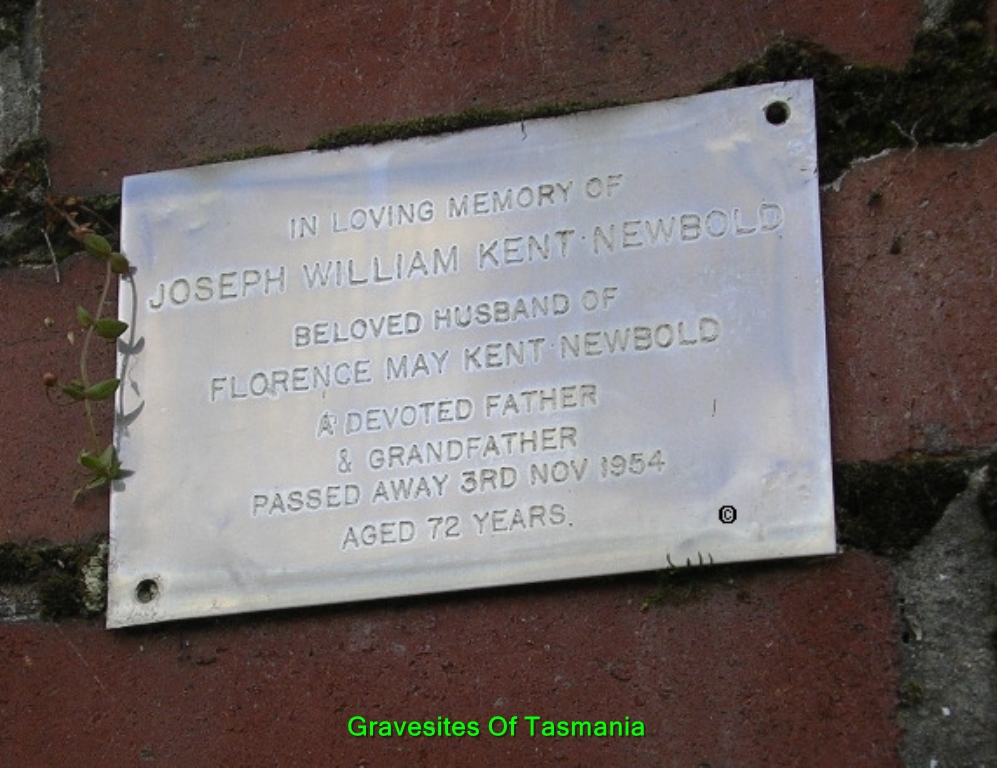 IN LOVING MEMORY OF
JOSEPH WILLIAM KENT·NEWBOLD
BELOVED HUSBAND OF
FLORENCE MAY KENT·NEWBOLD
A DEVOTED FATHER
& GRANDFATHER
PASSED AWAY 3RD NOV 1954
AGED 72 YEARS.
©
Gravesites Of Tasmania